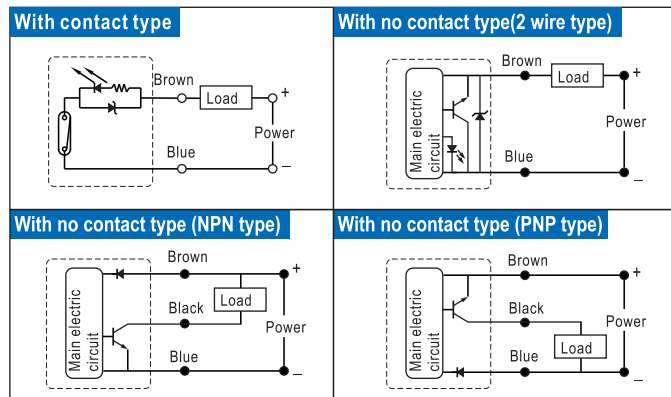 With contact type
Brown
Load
+
Power
Blue
−
With no contact type(2 wire type)
Main electric
circuit
Brown
Load
+
Power
Blue
−
With no contact type (NPN type)
Main electric
circuit
Brown
+
Load
Black
Power
Blue
−
With no contact type (PNP type)
Main electric
circuit
Brown
+
Black
Power
Load
Blue
−